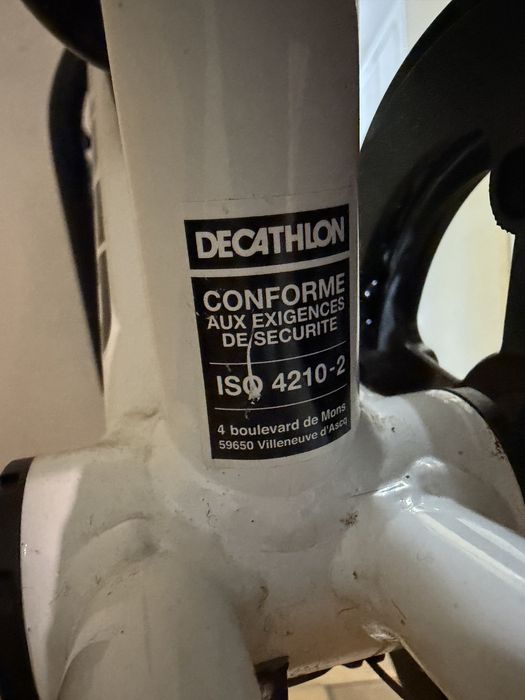 DECATHLON
CONFORME
AUX EXIGENCES
DE SECURITE
ISO 4210-2
4 boulevard de Mons
59650 Villeneuve d'Ascq